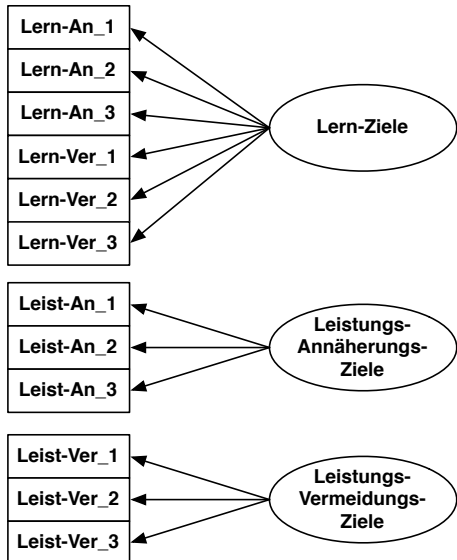 Lern-An_1
Lern-An_2
Lern-An_3
Lern-Ver_1
Lern-Ver_2
Lern-Ver_3
Lern-Ziele
Leist-An_1
Leist-An_2
Leist-An_3
Leistungs-
Annäherungs-
Ziele
Leist-Ver_1
Leist-Ver_2
Leist-Ver_3
Leistungs-
Vermeidungs-
Ziele